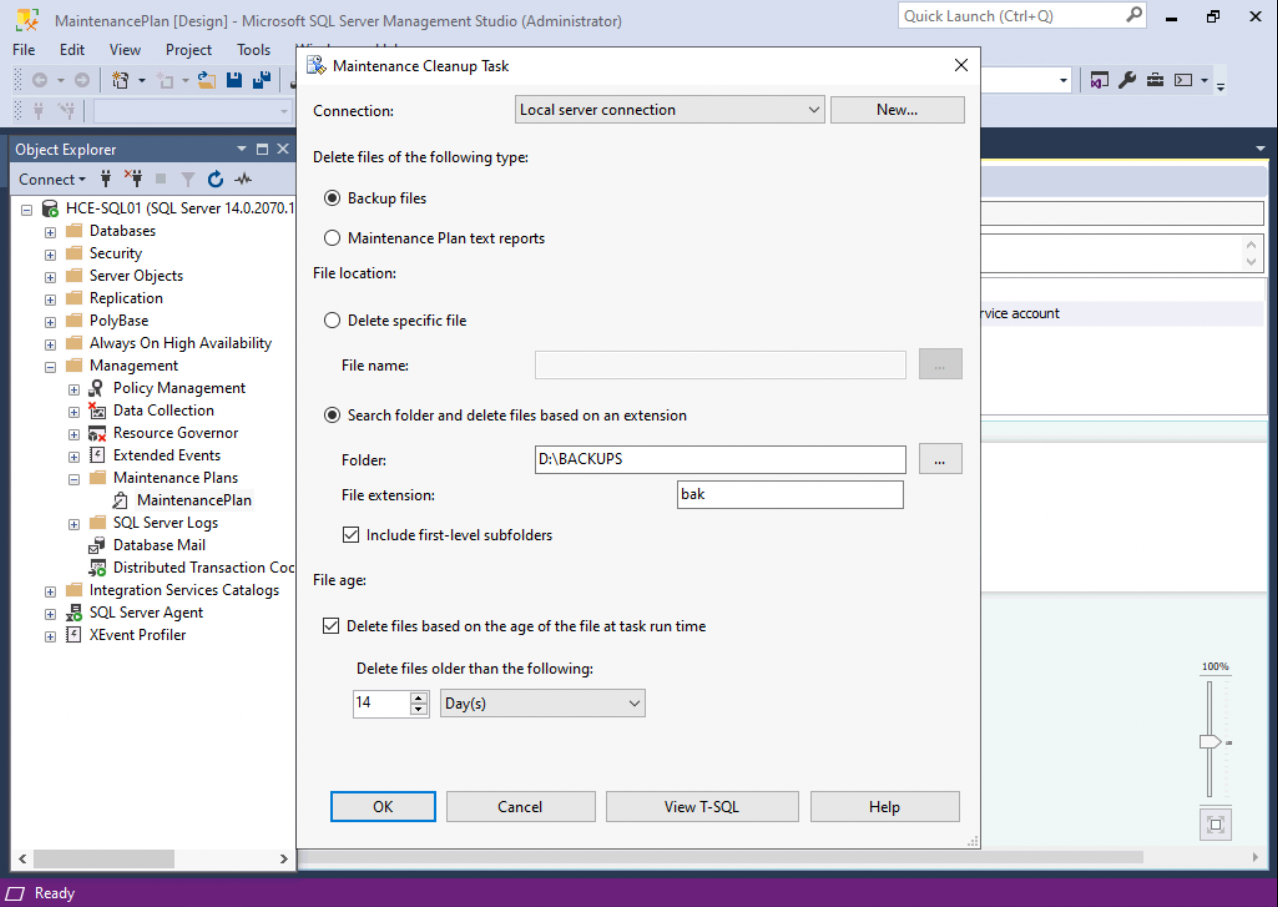 MaintenancePlan [Design] - Microsoft SQL Server Management Studio (Administrator)
Quick Launch (Ctrl+Q)
File Edit View Project Tools
Maintenance Cleanup Task
Connection:
Local server connection
New...
Delete files of the following type:
Backup files
Maintenance Plan text reports
File location:
Delete specific file
File name:
...
Search folder and delete files based on an extension
Folder:
D:\BACKUPS
...
File extension:
bak
Include first-level subfolders
File age:
Delete files based on the age of the file at task run time
Delete files older than the following:
14
Day(s)
OK
Cancel
View T-SQL
Help
Object Explorer
Connect
HCE-SQL01 (SQL Server 14.0.2070.1
Databases
Security
Server Objects
Replication
PolyBase
Always On High Availability
Management
Policy Management
Data Collection
Resource Governor
Extended Events
Maintenance Plans
MaintenancePlan
SQL Server Logs
Database Mail
Distributed Transaction Coo
Integration Services Catalogs
SQL Server Agent
XEvent Profiler
rvice account
100%
Ready